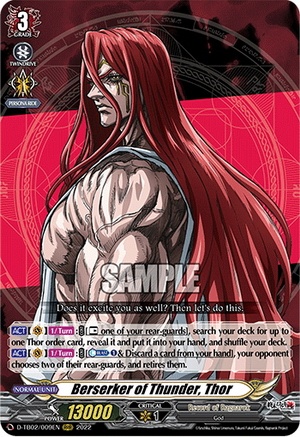 3
GRADE
TWINDRIVE
PERSONA RIDE
SAMPLE
Does it excite you as well? Then let's do this.
ACT 1/Turn : one of your rear-guards], search your deck for up to
one Thor order card, reveal it and put it into your hand, and shuffle your deck.
ACT 1/Turn : & Discard a card from your hand], your opponent
chooses two of their rear-guards, and retires them.
NORMAL UNIT
Berserker of Thunder, Thor
POWER 13000 CRITICAL 1 Record of Ragnarok
God
D-TB02/009EN RRR 2022